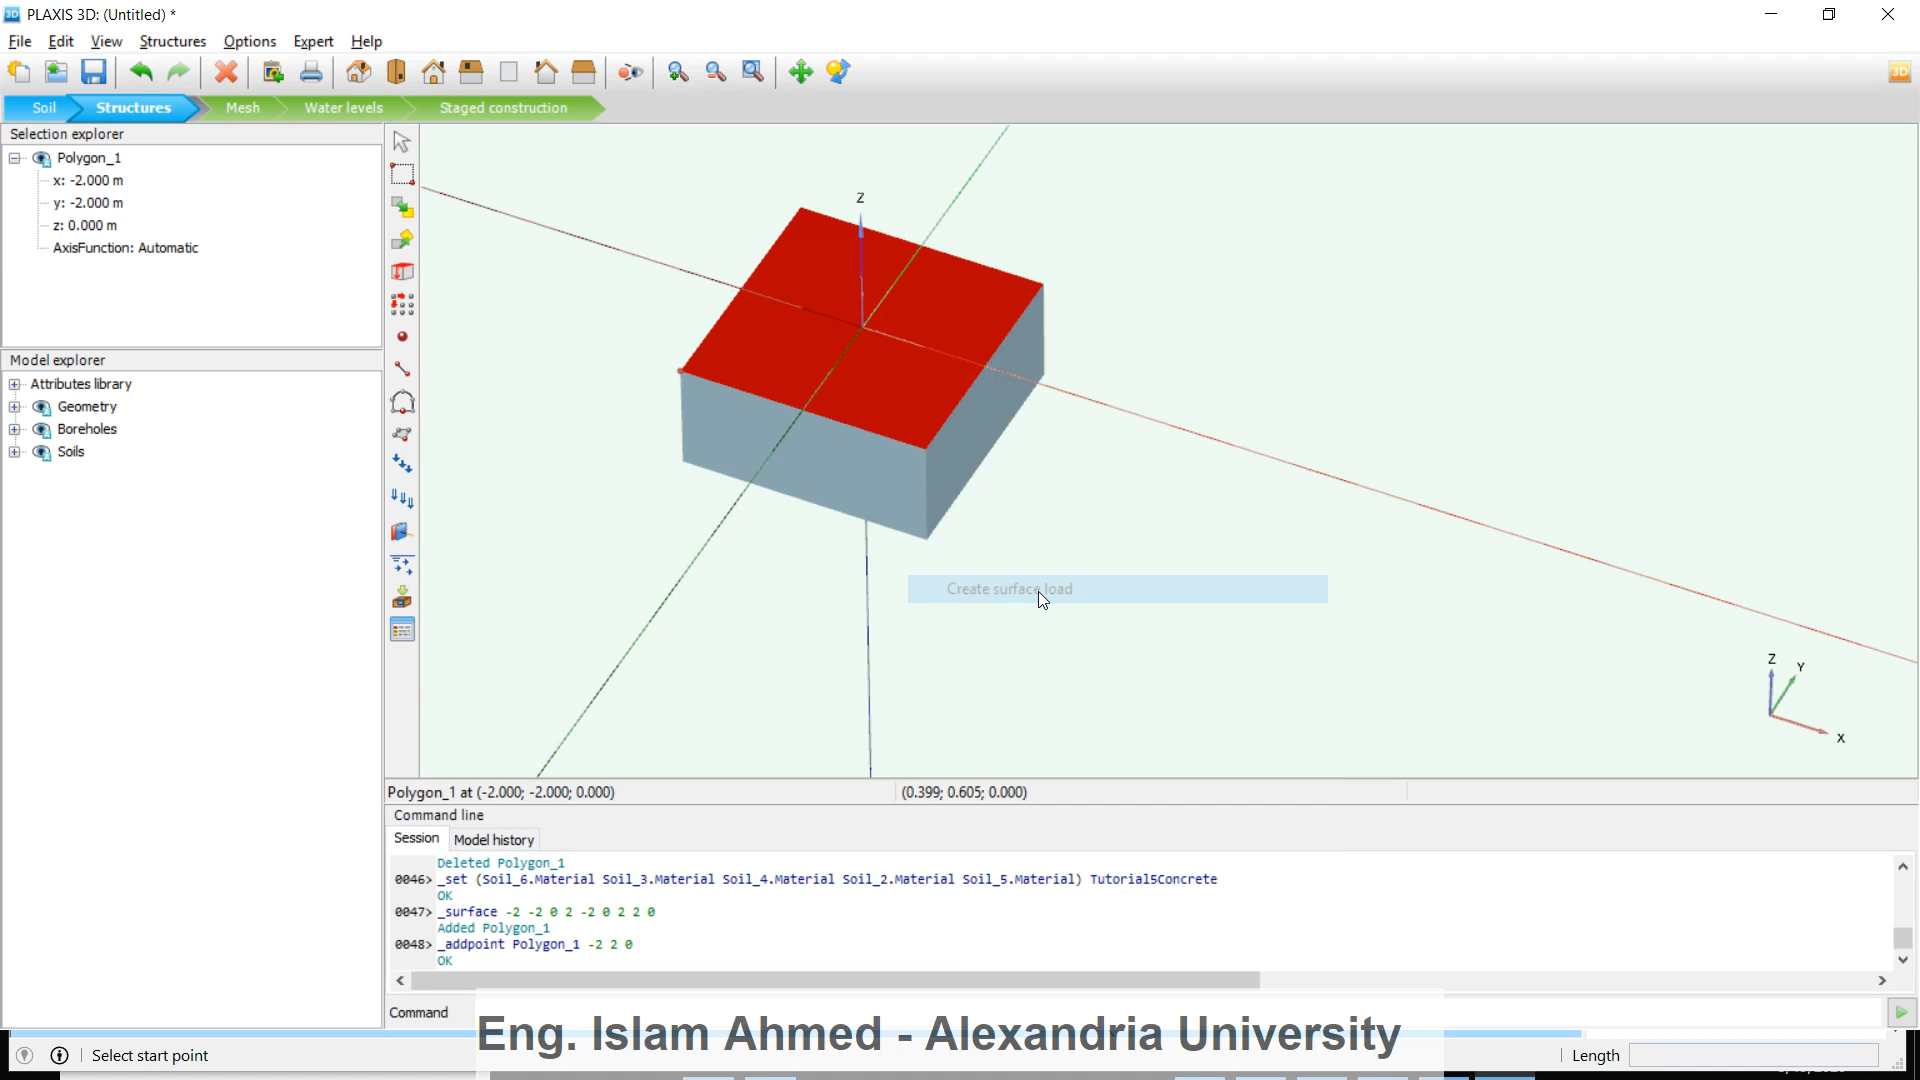 3D PLAXIS 3D: (Untitled) *
File Edit View Structures Options Expert Help
3D
Soil Structures Mesh Water levels Staged construction
Selection explorer
Polygon_1
x: -2.000 m
y: -2.000 m
z: 0.000 m
AxisFunction: Automatic
Model explorer
Attributes library
Geometry
Boreholes
Soils
Z
Create surface load
Z
Y
X
Polygon_1 at (-2.000; -2.000; 0.000) (0.399; 0.605; 0.000)
Command line
Session Model history
Deleted Polygon_1
0046> _set (Soil_6.Material Soil_3.Material Soil_4.Material Soil_2.Material Soil_5.Material) Tutorial5Concrete
OK
0047> _surface -2 -2 0 2 -2 0 2 2 0
Added Polygon_1
0048> _addpoint Polygon_1 -2 2 0
OK
Command
Eng. Islam Ahmed - Alexandria University
Select start point
Length